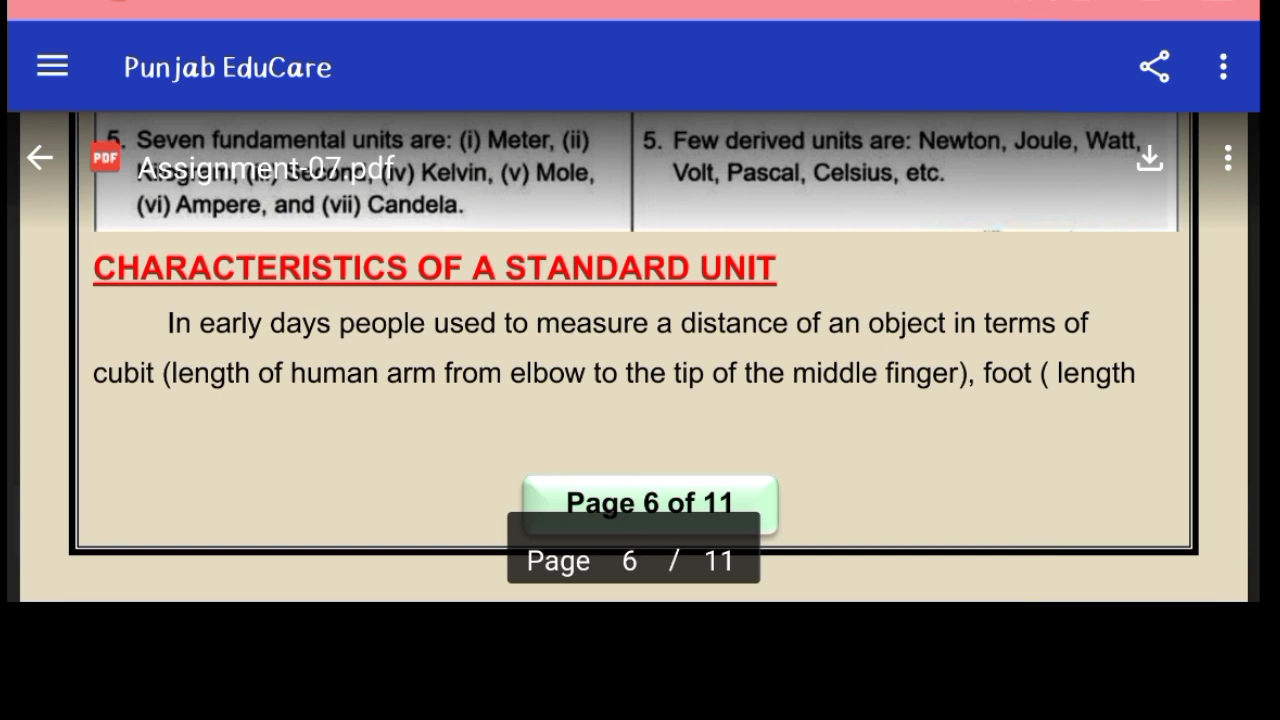 Punjab EduCare
5. Seven fundamental units are: (i) Meter, (ii)
(iv) Kelvin, (v) Mole,
(vi) Ampere, and (vii) Candela.
5. Few derived units are: Newton, Joule, Watt,
Volt, Pascal, Celsius, etc.
PDF
Assignment-07.pdf
CHARACTERISTICS OF A STANDARD UNIT
In early days people used to measure a distance of an object in terms of
cubit (length of human arm from elbow to the tip of the middle finger), foot ( length
Page 6 of 11
Page 6 / 11